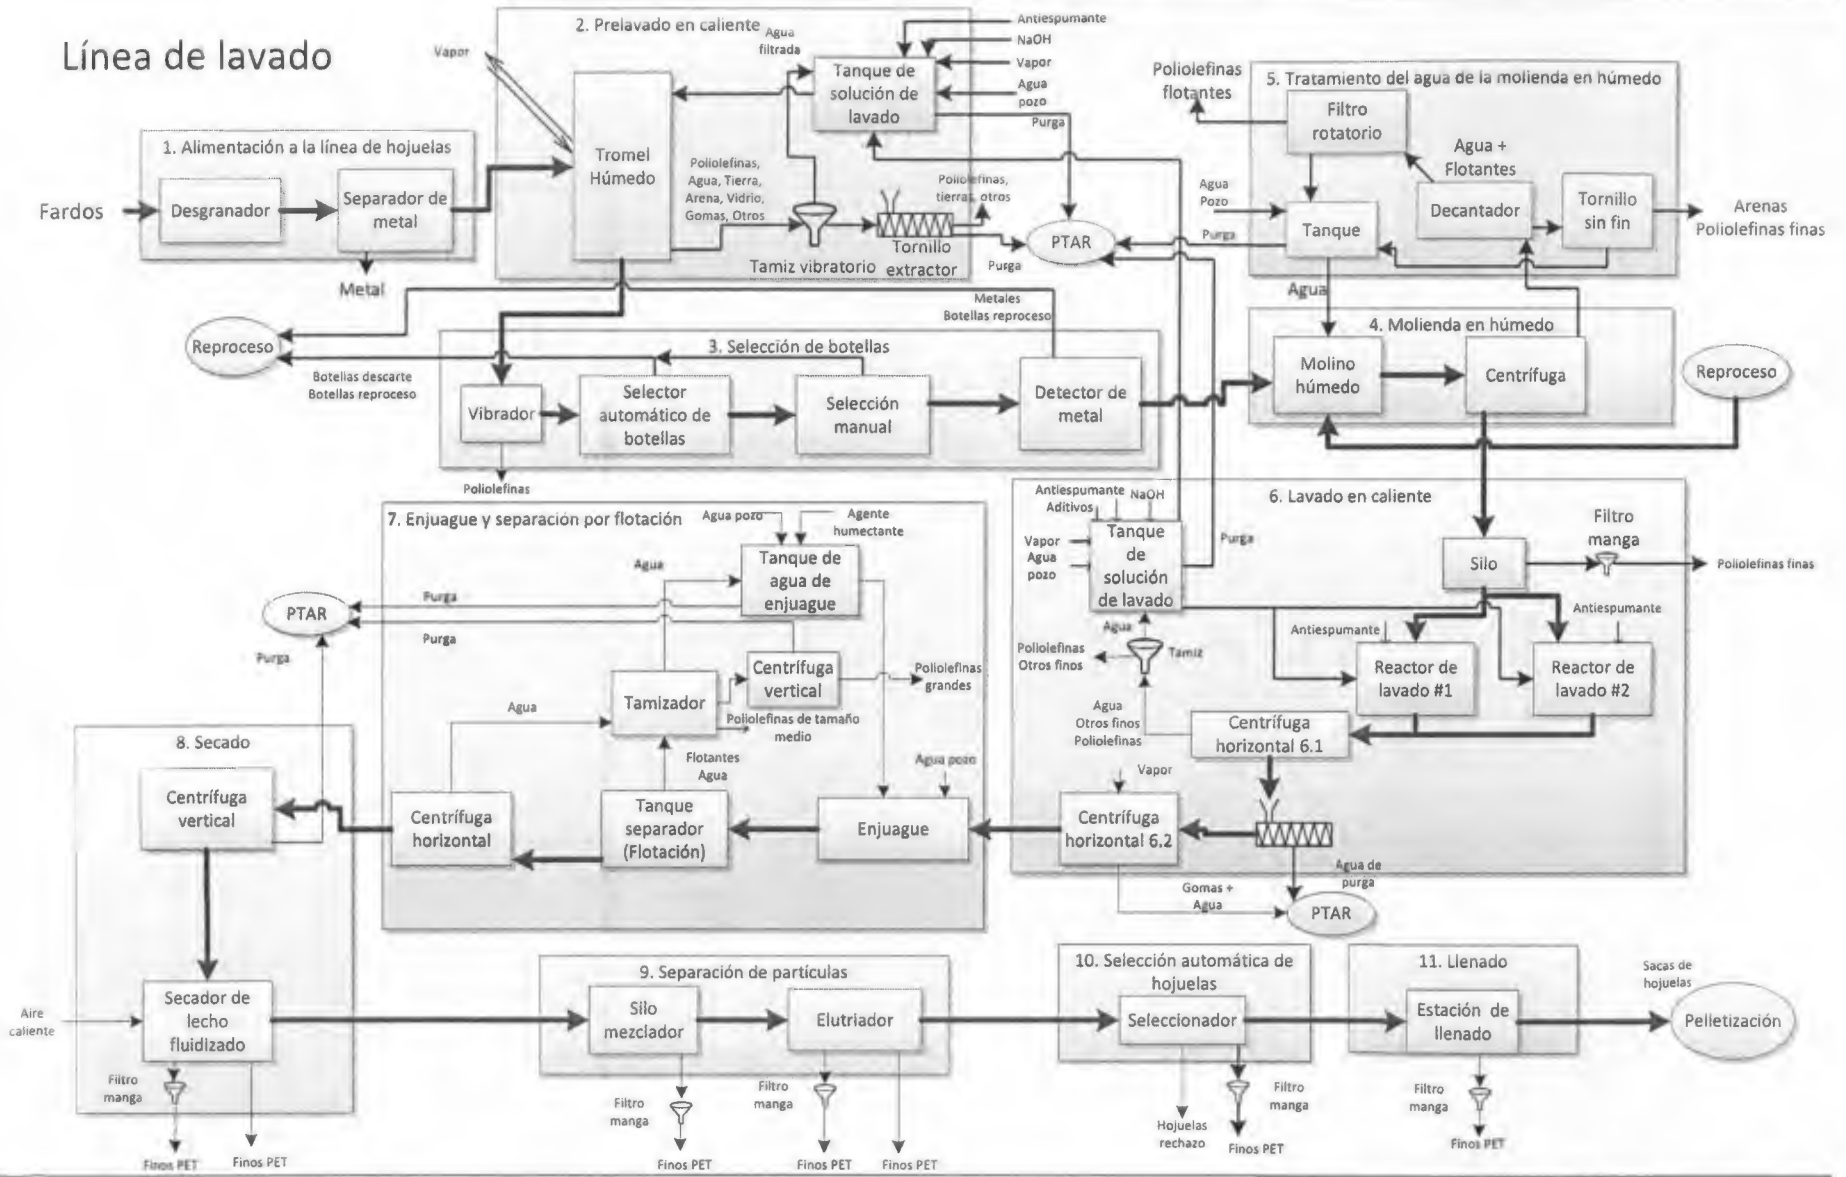 Línea de lavado
Fardos
1. Alimentación a la línea de hojuelas
Desgranador
Separador de
metal
Metal
Vapor
2. Prelavado en caliente
Agua
filtrada
Tromel
Húmedo
Tanque de
solución de
lavado
Antiespumante
NaOH
Vapor
Agua
pozo
Purga
Poliolefinas,
Agua, Tierra,
Arena, Vidrio,
Gomas, Otros
Tamiz vibratorio
Poliolefinas,
tierras, otros
Tornillo
extractor
Purga
PTAR
Purga
5. Tratamiento del agua de la molienda en húmedo
Poliolefinas
flotantes
Filtro
rotatorio
Agua +
Flotantes
Agua
Pozo
Tanque
Decantador
Tornillo
sin fin
Arenas
Poliolefinas finas
Agua
Reproceso
Metales
Botellas reproceso
Botellas descarte
Botellas reproceso
3. Selección de botellas
Vibrador
Selector
automático de
botellas
Selección
manual
Detector de
metal
Poliolefinas
4. Molienda en húmedo
Molino
húmedo
Centrífuga
Reproceso
6. Lavado en caliente
Antiespumante
Aditivos
NaOH
Vapor
Agua
pozo
Tanque
de
solución
de lavado
Purga
Silo
Filtro
manga
Poliolefinas finas
Antiespumante
Antiespumante
Reactor de
lavado #1
Reactor de
lavado #2
Agua
Tamiz
Poliolefinas
Otros finos
Agua
Otros finos
Poliolefinas
Centrífuga
horizontal 6.1
Vapor
Centrífuga
horizontal 6.2
Agua de
purga
Gomas +
Agua
PTAR
7. Enjuague y separación por flotación
Agua pozo
Agente
humectante
Agua
Tanque de
agua de
enjuague
PTAR
Purga
Purga
Purga
Tamizador
Centrífuga
vertical
Poliolefinas
grandes
Poliolefinas de tamaño
medio
Agua
Flotantes
Agua
Agua pozo
Centrífuga
horizontal
Tanque
separador
(Flotación)
Enjuague
8. Secado
Centrífuga
vertical
Aire
caliente
Secador de
lecho
fluidizado
Filtro
manga
Finos PET
Finos PET
9. Separación de partículas
Silo
mezclador
Elutriador
Filtro
manga
Filtro
manga
Finos PET
Finos PET
Finos PET
10. Selección automática de
hojuelas
Seleccionador
Hojuelas
rechazo
Filtro
manga
Finos PET
11. Llenado
Estación de
llenado
Filtro
manga
Finos PET
Sacas de
hojuelas
Pelletización